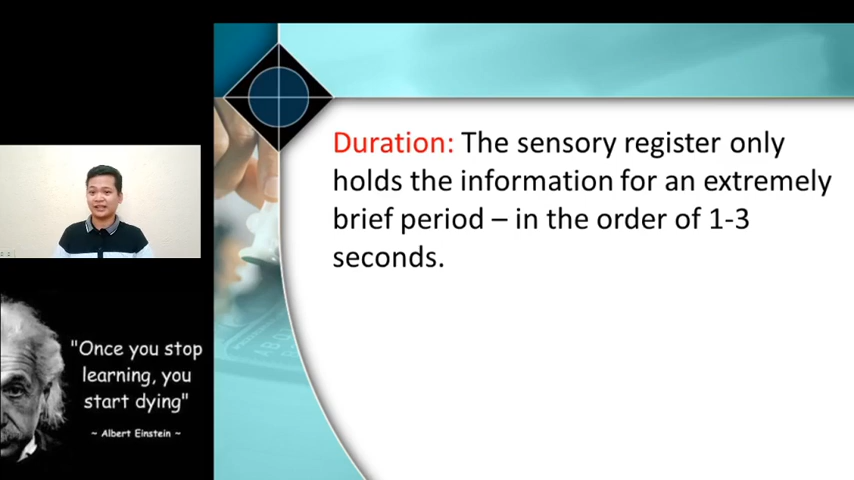 Duration: The sensory register only
holds the information for an extremely
brief period – in the order of 1-3
seconds.
"Once you stop
learning, you
start dying"
~ Albert Einstein ~